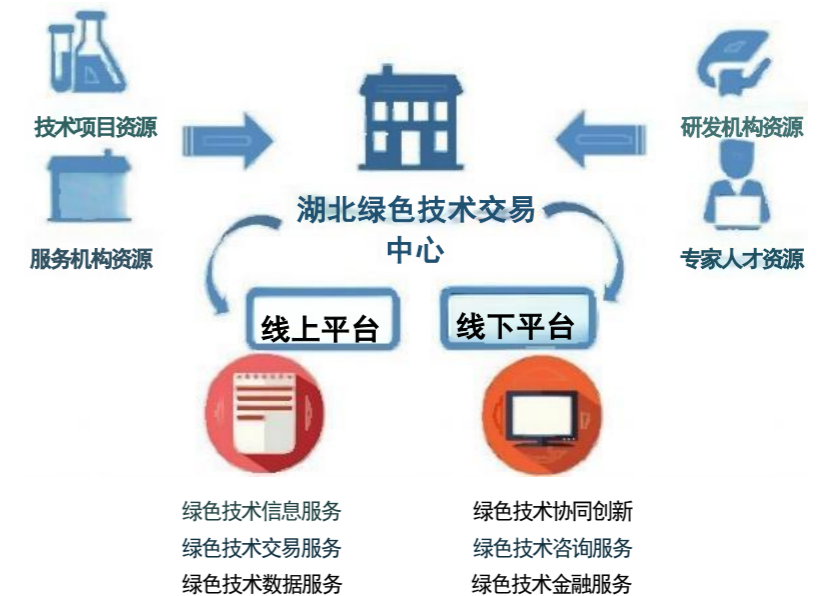 技术项目资源
研发机构资源
湖北绿色技术交易
中心
服务机构资源
专家人才资源
线上平台
线下平台
绿色技术信息服务
绿色技术协同创新
绿色技术交易服务
绿色技术咨询服务
绿色技术数据服务
绿色技术金融服务